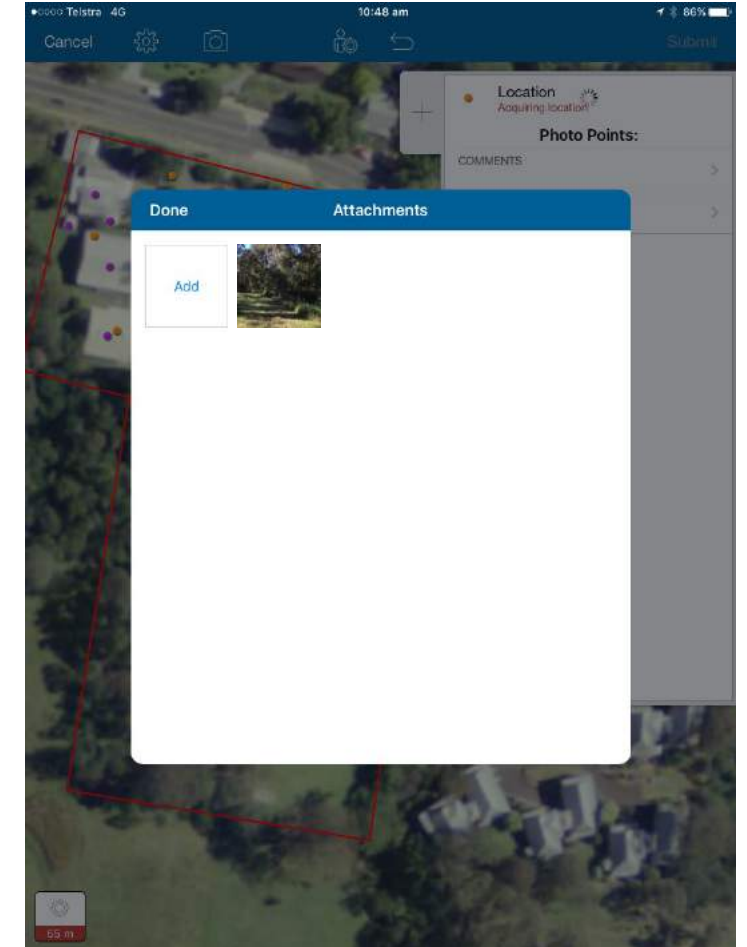 Telstra 4G 10:48 am 86%
Cancel Submit
Location
Acquiring location
Photo Points:
COMMENTS
Done Attachments
Add
65 m